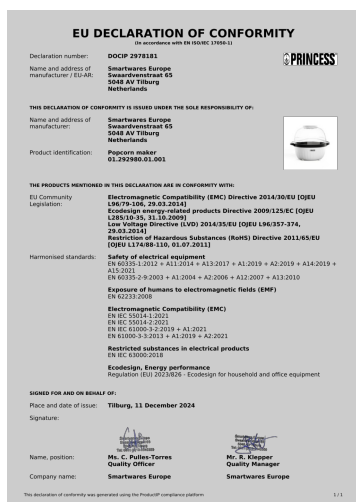 EU DECLARATION OF CONFORMITY
(In accordance with EN ISO/IEC 17050-1)
Declaration number: DOCIP 2978181
PRINCESS®
Name and address of manufacturer / EU-AR: Smartwares Europe
Swaardvenstraat 65
5048 AV Tilburg
Netherlands
THIS DECLARATION OF CONFORMITY IS ISSUED UNDER THE SOLE RESPONSIBILITY OF:
Name and address of manufacturer: Smartwares Europe
Swaardvenstraat 65
5048 AV Tilburg
Netherlands
Product identification: Popcorn maker
01.292980.01.001
THE PRODUCTS MENTIONED IN THIS DECLARATION ARE IN CONFORMITY WITH:
EU Community Legislation: Electromagnetic Compatibility (EMC) Directive 2014/30/EU [OJEU
L96/79-106, 29.03.2014]
Ecodesign energy-related products Directive 2009/125/EC [OJEU
L285/10-35, 31.10.2009]
Low Voltage Directive (LVD) 2014/35/EU [OJEU L96/357-374,
29.03.2014]
Restriction of Hazardous Substances (RoHS) Directive 2011/65/EU
[OJEU L174/88-110, 01.07.2011]
Harmonised standards: Safety of electrical equipment
EN 60335-1:2012 + A11:2014 + A13:2017 + A1:2019 + A2:2019 + A14:2019 +
A15:2021
EN 60335-2-9:2003 + A1:2004 + A2:2006 + A12:2007 + A13:2010
Exposure of humans to electromagnetic fields (EMF)
EN 62233:2008
Electromagnetic Compatibility (EMC)
EN IEC 55014-1:2021
EN IEC 55014-2:2021
EN IEC 61000-3-2:2019 + A1:2021
EN 61000-3-3:2013 + A1:2019 + A2:2021
Restricted substances in electrical products
EN IEC 63000:2018
Ecodesign, Energy performance
Regulation (EU) 2023/826 - Ecodesign for household and office equipment
SIGNED FOR AND ON BEHALF OF:
Place and date of issue: Tilburg, 11 December 2024
Signature:
Name, position: Ms. C. Pulles-Torres Mr. R. Klepper
Quality Officer Quality Manager
Company name: Smartwares Europe Smartwares Europe
This declaration of conformity was generated using the ProductIP compliance platform 1 / 1